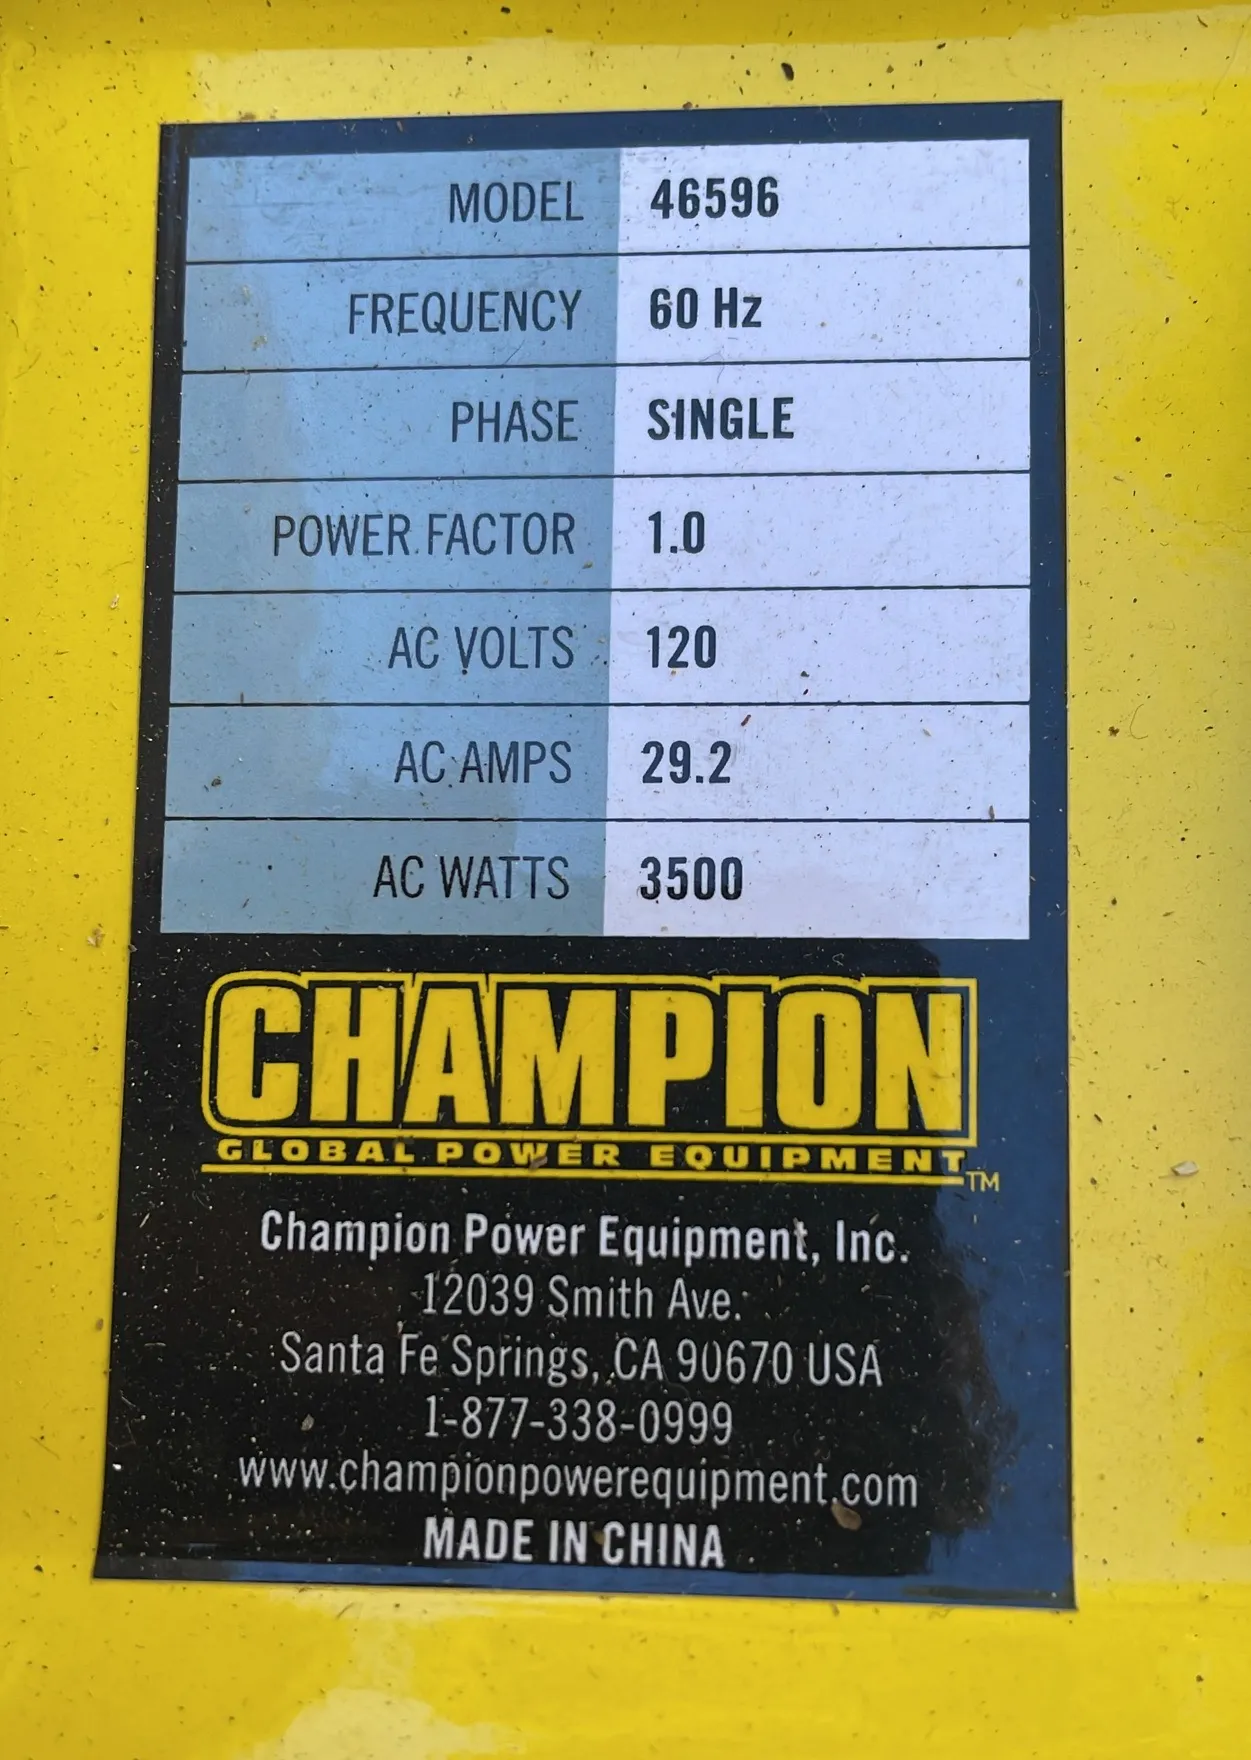 MODEL 46596
FREQUENCY 60 Hz
PHASE SINGLE
POWER FACTOR 1.0
AC VOLTS 120
AC AMPS 29.2
AC WATTS 3500
CHAMPION
GLOBAL POWER EQUIPMENT™
Champion Power Equipment, Inc.
12039 Smith Ave.
Santa Fe Springs, CA 90670 USA
1-877-338-0999
www.championpowerequipment.com
MADE IN CHINA